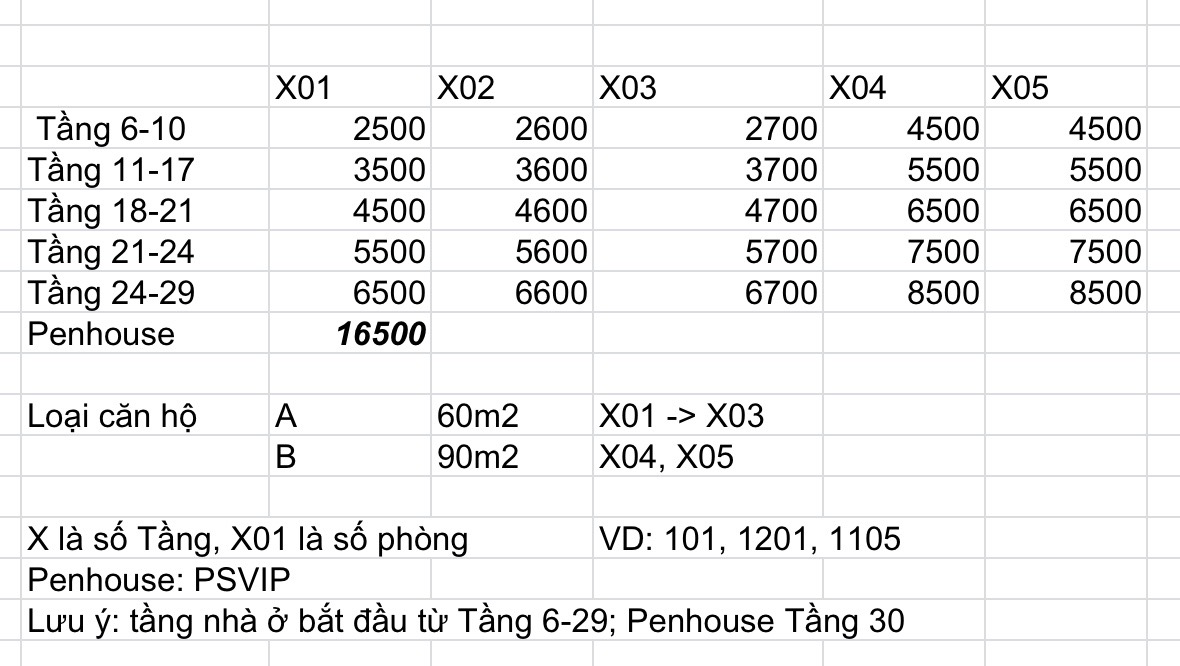 X01 X02 X03 X04 X05
Tầng 6-10 2500 2600 2700 4500 4500
Tầng 11-17 3500 3600 3700 5500 5500
Tầng 18-21 4500 4600 4700 6500 6500
Tầng 21-24 5500 5600 5700 7500 7500
Tầng 24-29 6500 6600 6700 8500 8500
Penhouse 16500
Loại căn hộ A 60m2 X01 -> X03
B 90m2 X04, X05
X là số Tầng, X01 là số phòng VD: 101, 1201, 1105
Penhouse: PSVIP
Lưu ý: tầng nhà ở bắt đầu từ Tầng 6-29; Penhouse Tầng 30